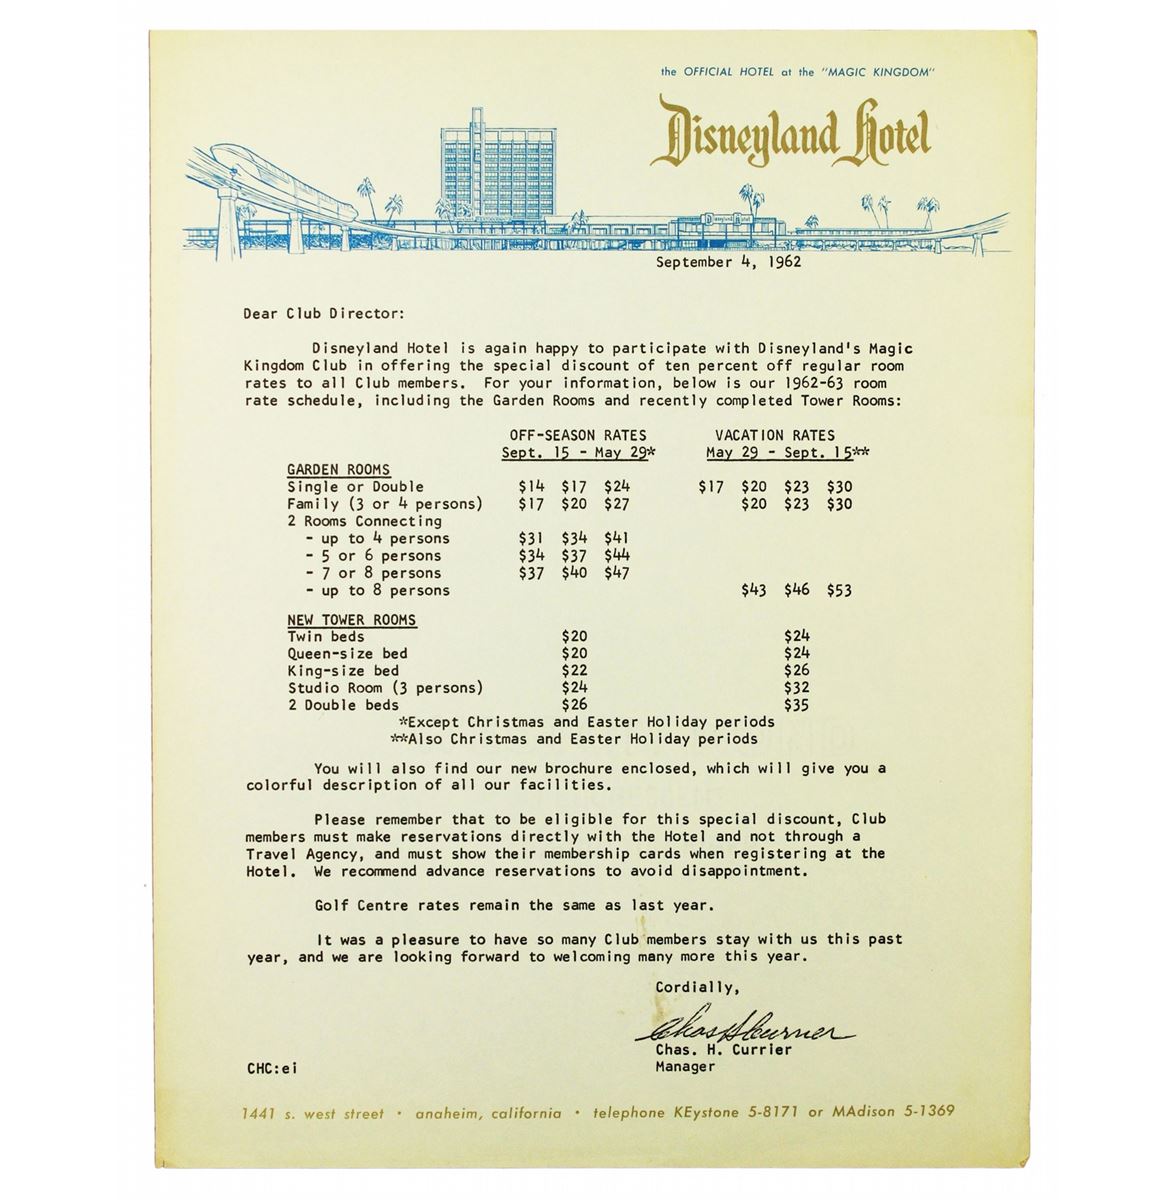 the OFFICIAL HOTEL at the "MAGIC KINGDOM"
Disneyland Hotel
Disneyland Hotel
September 4, 1962
Dear Club Director:
Disneyland Hotel is again happy to participate with Disneyland's Magic
Kingdom Club in offering the special discount of ten percent off regular room
rates to all Club members. For your information, below is our 1962-63 room
rate schedule, including the Garden Rooms and recently completed Tower Rooms:
OFF-SEASON RATES VACATION RATES
Sept. 15 - May 29* May 29 - Sept. 15**
GARDEN ROOMS
Single or Double $14 $17 $24 $17 $20 $23 $30
Family (3 or 4 persons) $17 $20 $27 $20 $23 $30
2 Rooms Connecting
- up to 4 persons $31 $34 $41
- 5 or 6 persons $34 $37 $44
- 7 or 8 persons $37 $40 $47
- up to 8 persons $43 $46 $53
NEW TOWER ROOMS
Twin beds $20 $24
Queen-size bed $20 $24
King-size bed $22 $26
Studio Room (3 persons) $24 $32
2 Double beds $26 $35
*Except Christmas and Easter Holiday periods
**Also Christmas and Easter Holiday periods
You will also find our new brochure enclosed, which will give you a
colorful description of all our facilities.
Please remember that to be eligible for this special discount, Club
members must make reservations directly with the Hotel and not through a
Travel Agency, and must show their membership cards when registering at the
Hotel. We recommend advance reservations to avoid disappointment.
Golf Centre rates remain the same as last year.
It was a pleasure to have so many Club members stay with us this past
year, and we are looking forward to welcoming many more this year.
Cordially,
Chas H Currier
Chas. H. Currier
CHC:ei Manager
1441 s. west street • anaheim, california • telephone KEystone 5-8171 or MAdison 5-1369